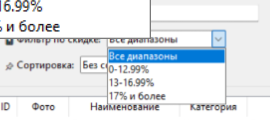 16.99%
и более
Фильтр по скидке: Все диапазоны
Все диапазоны
0-12.99%
13-16.99%
17% и более
Сортировка: Без с
ID Фото Наименование Категория